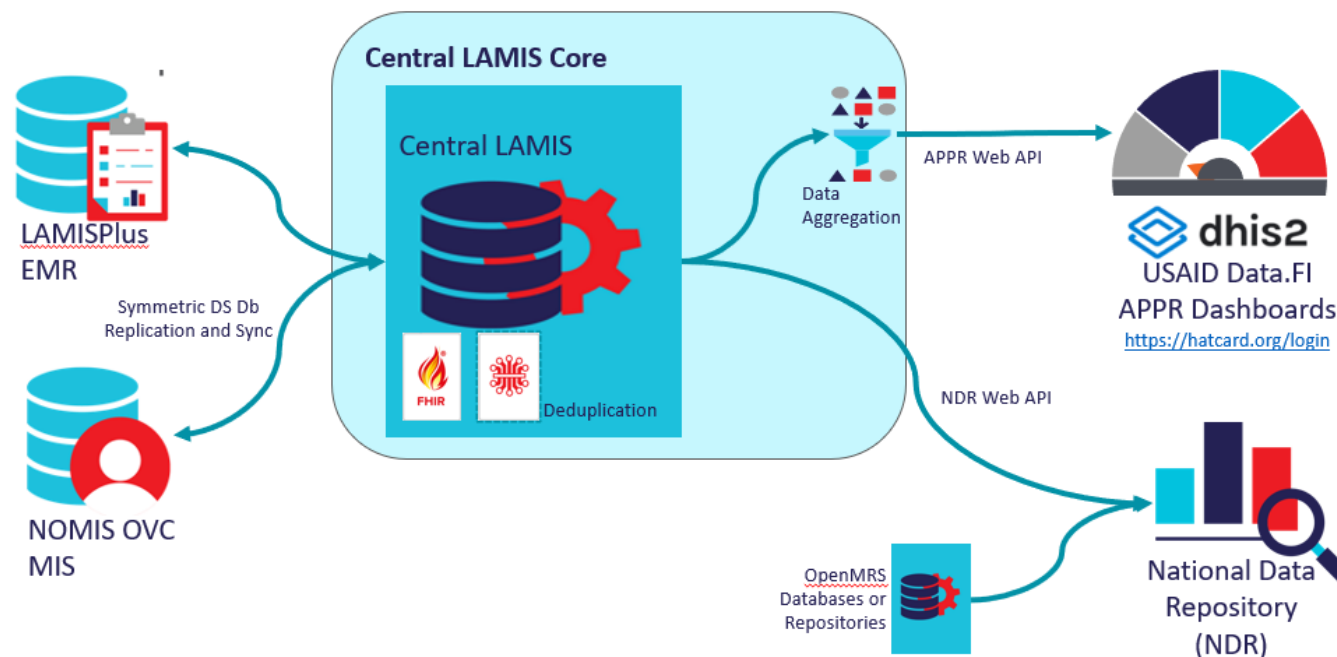 Central LAMIS Core
Central LAMIS
FHIR
Deduplication
LAMISPlus
EMR
Symmetric DS Db
Replication and Sync
NOMIS OVC
MIS
Data
Aggregation
APPR Web API
dhis2
USAID Data.FI
APPR Dashboards
https://hatcard.org/login
NDR Web API
OpenMRS
Databases or
Repositories
National Data
Repository
(NDR)